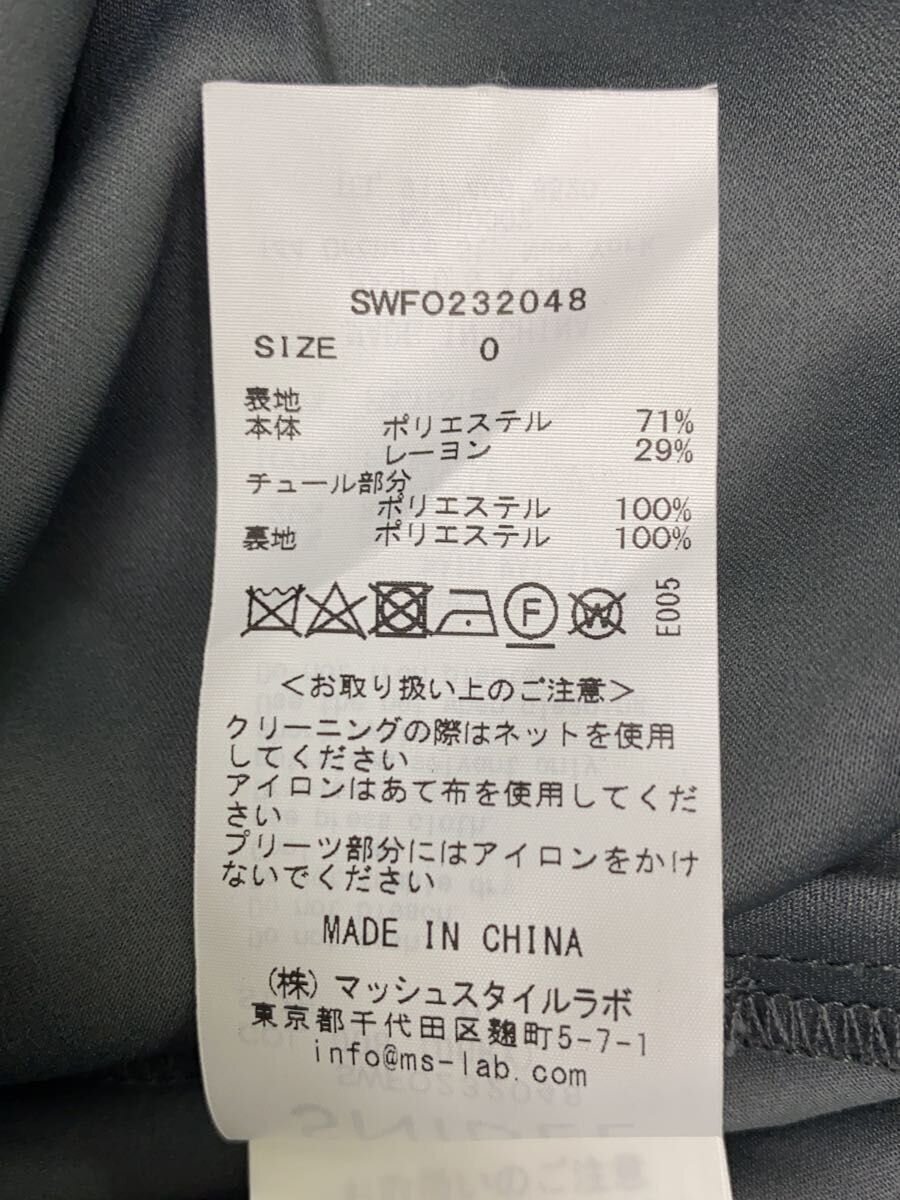 SWFO232048
SIZE 0
表地
本体 ポリエステル 71%
レーヨン 29%
チュール部分
ポリエステル 100%
裏地 ポリエステル 100%
F W E005
<お取り扱い上のご注意>
クリーニングの際はネットを使用
してください
アイロンはあて布を使用してくだ
さい
プリーツ部分にはアイロンをかけ
ないでください
MADE IN CHINA
(株)マッシュスタイルラボ
東京都千代田区麹町5-7-1
info@ms-lab.com